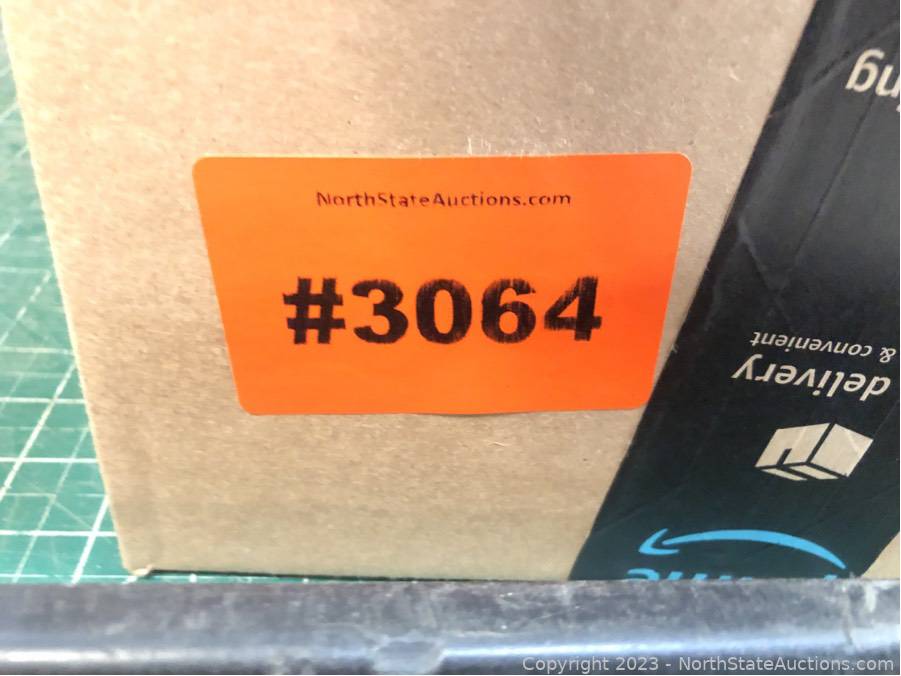 NorthStateAuctions.com
#3064
delivery
& convenient
Copyright 2023 - NorthStateAuctions.com